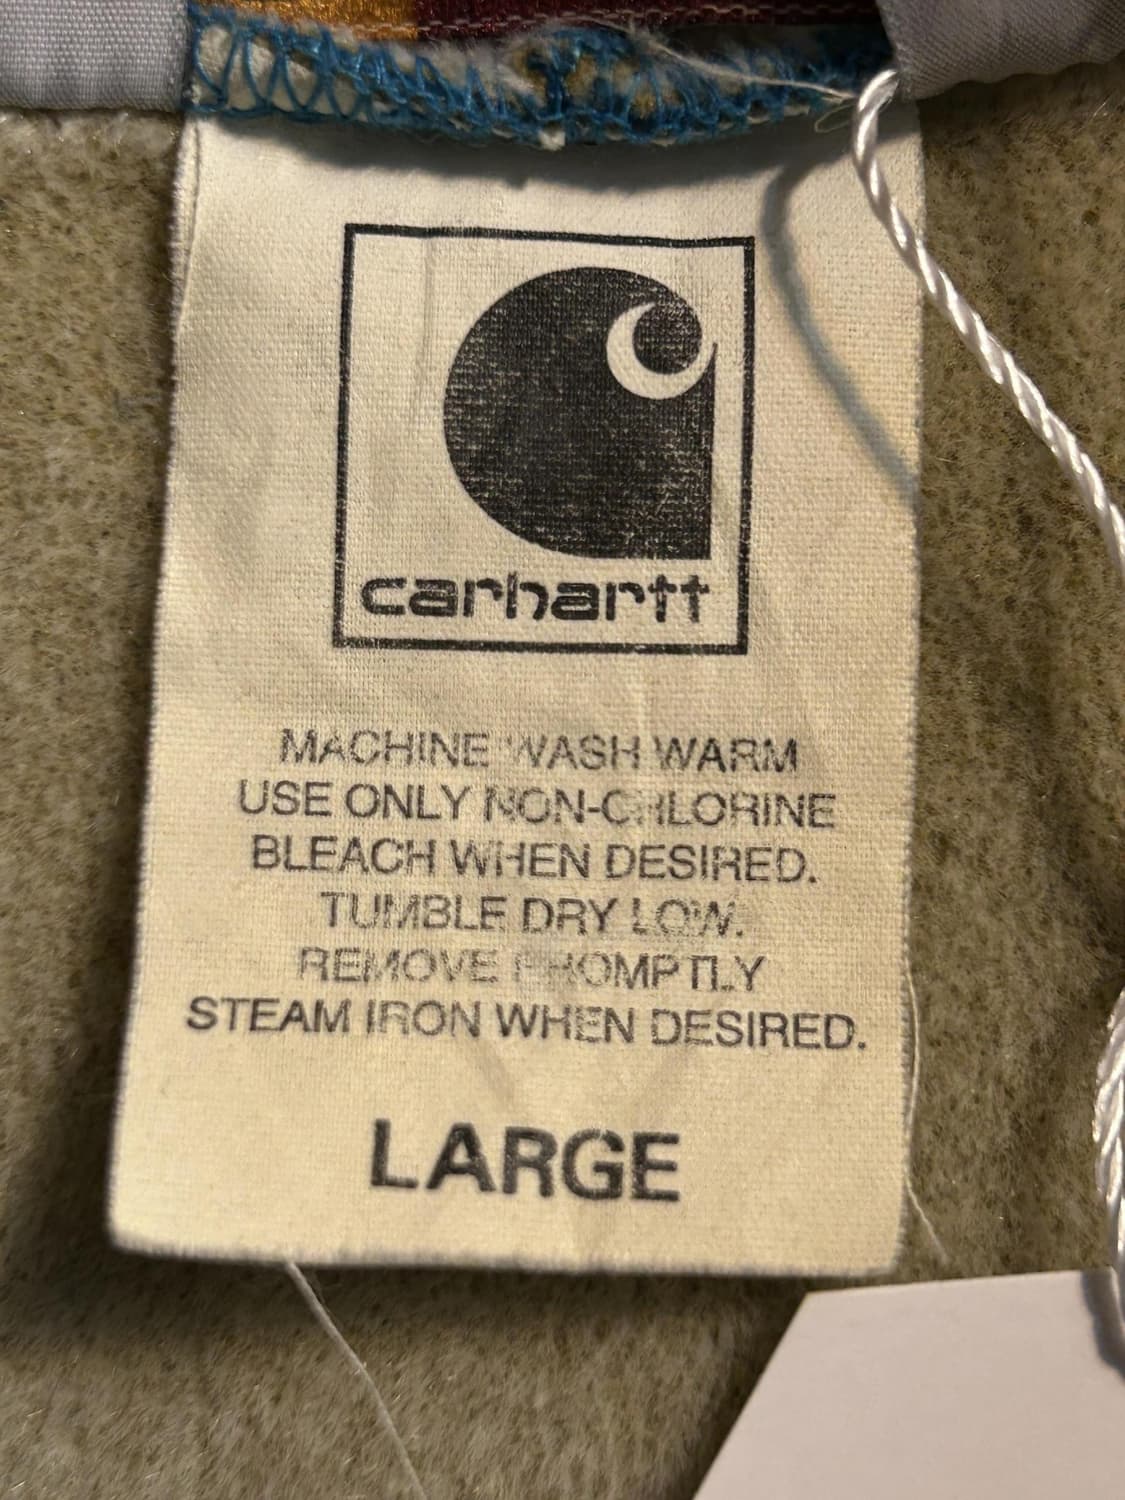 carhartt
MACHINE WASH WARM
USE ONLY NON-CHLORINE
BLEACH WHEN DESIRED.
TUMBLE DRY LOW.
REMOVE PROMPTLY
STEAM IRON WHEN DESIRED.
LARGE